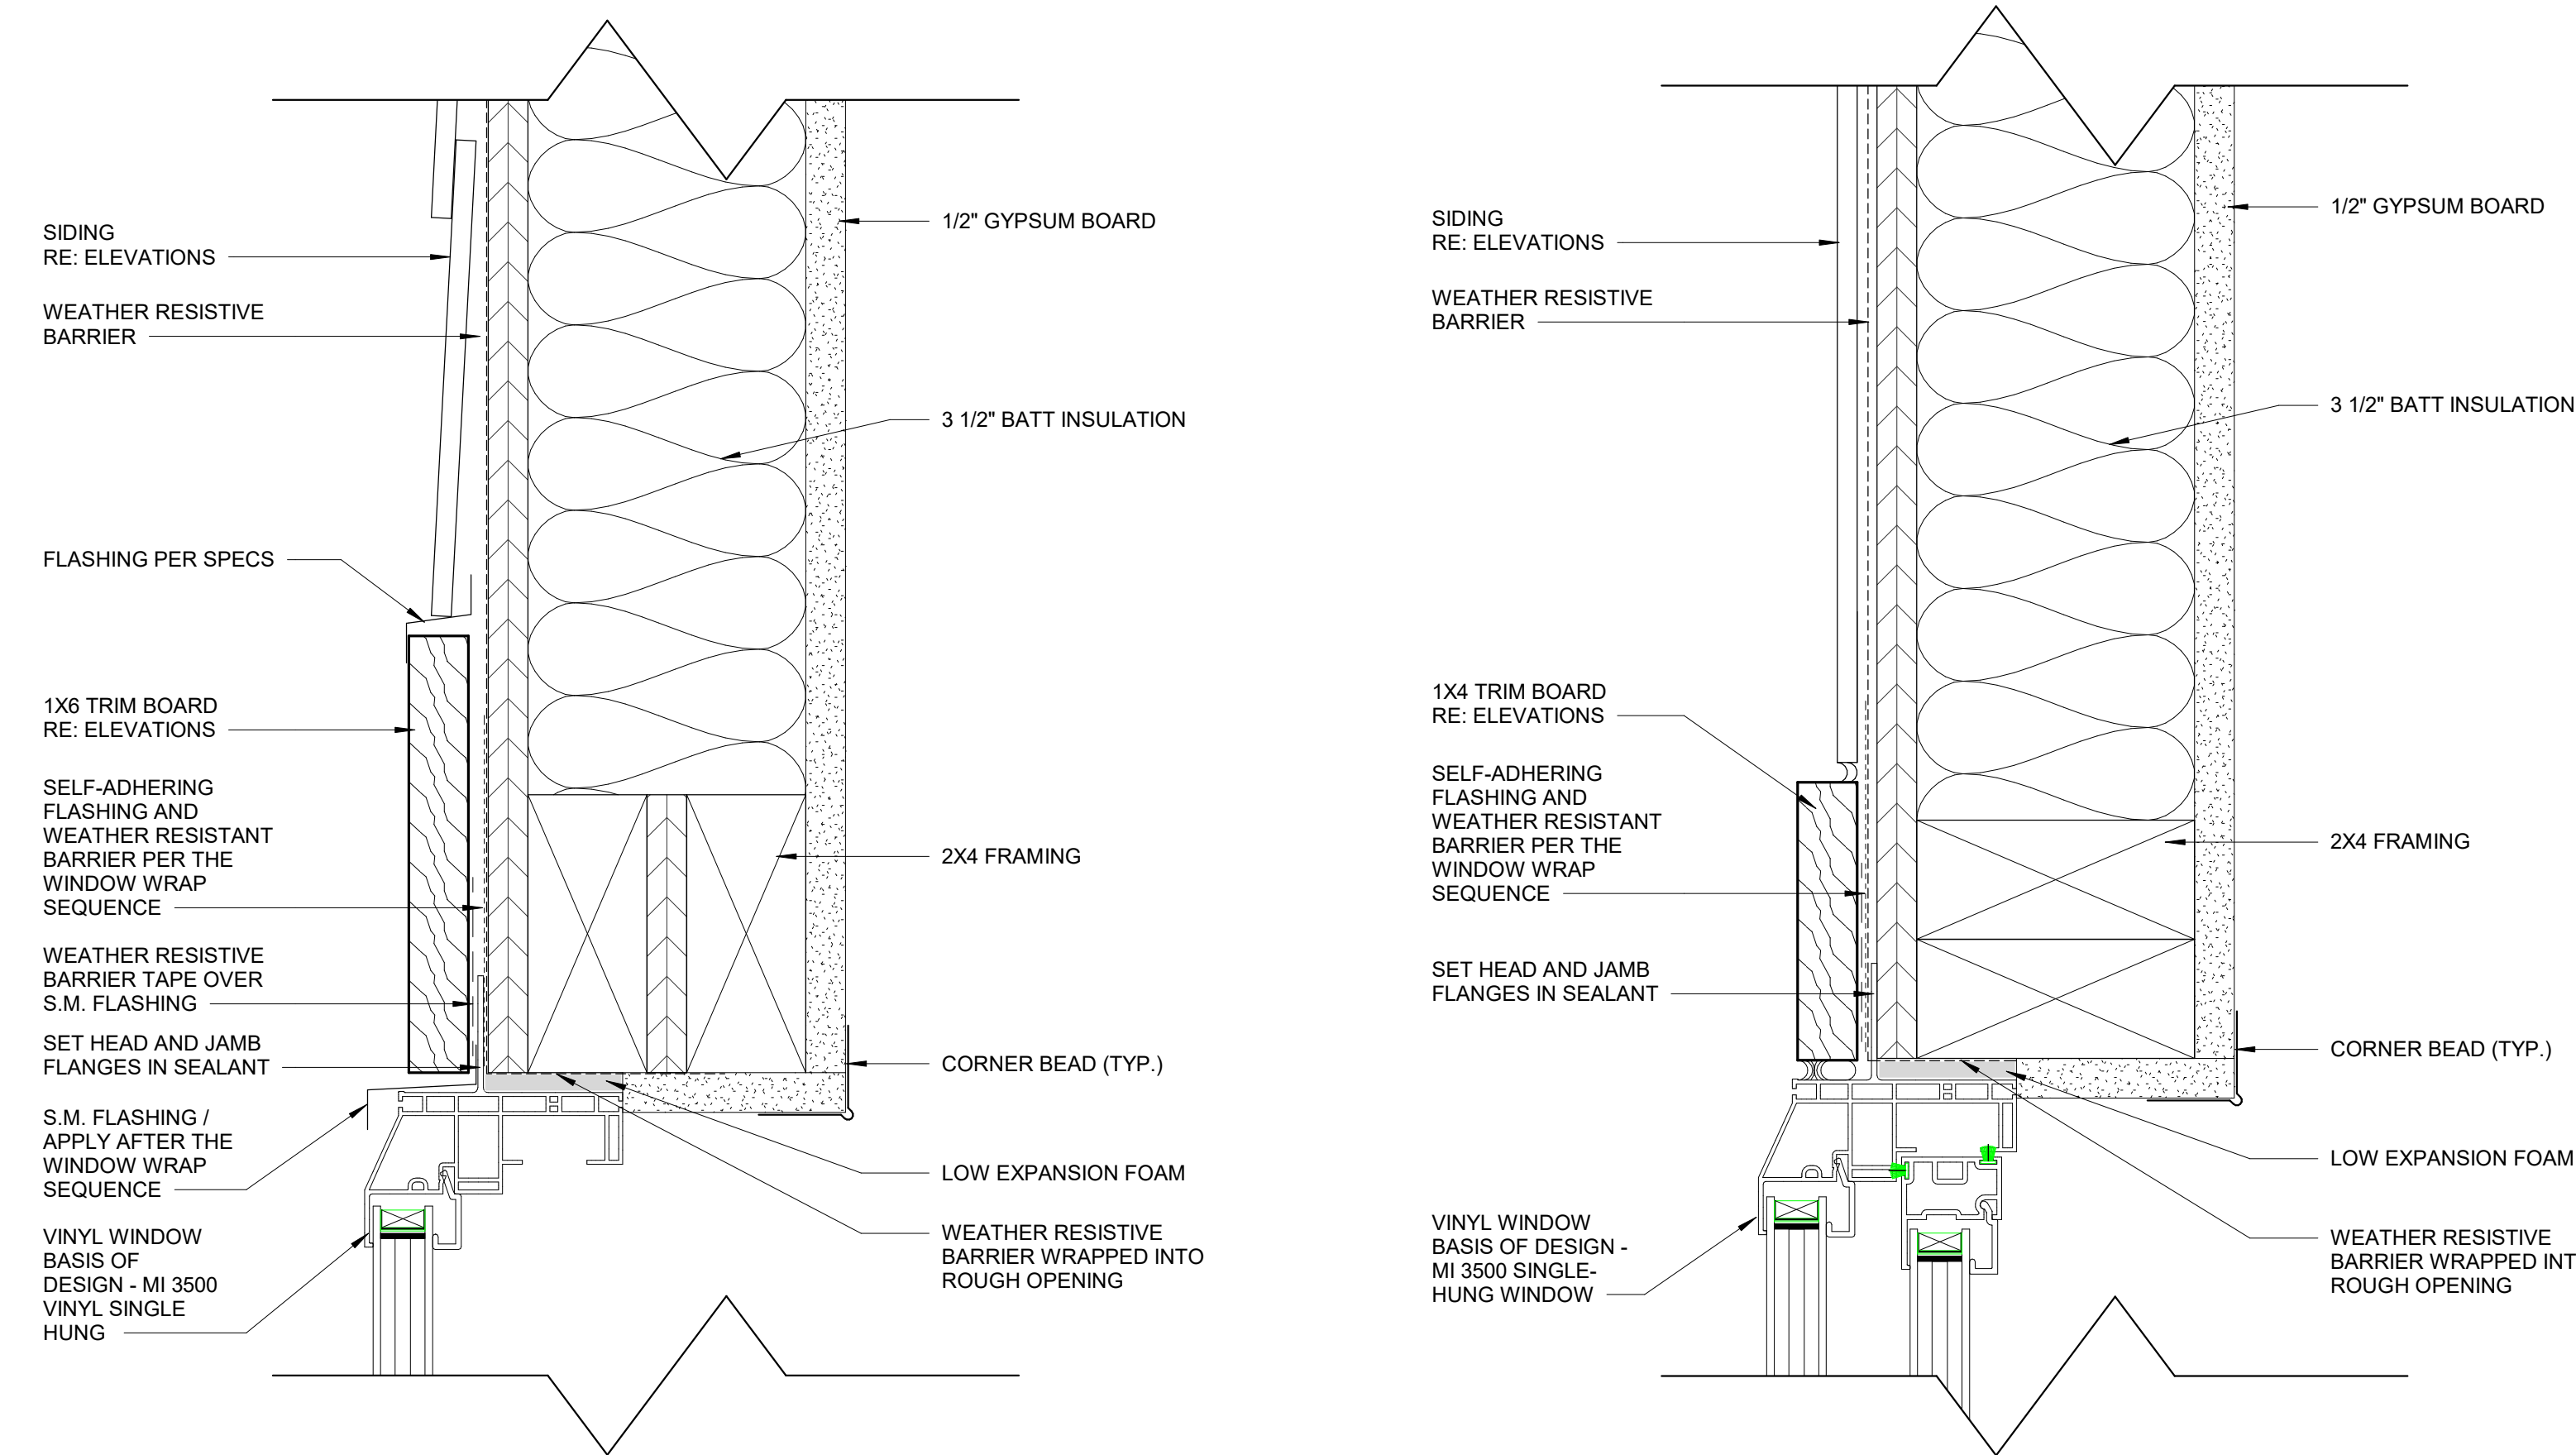 SIDING
RE: ELEVATIONS
WEATHER RESISTIVE
BARRIER
FLASHING PER SPECS
1X6 TRIM BOARD
RE: ELEVATIONS
SELF-ADHERING
FLASHING AND
WEATHER RESISTANT
BARRIER PER THE
WINDOW WRAP
SEQUENCE
WEATHER RESISTIVE
BARRIER TAPE OVER
S.M. FLASHING
SET HEAD AND JAMB
FLANGES IN SEALANT
S.M. FLASHING /
APPLY AFTER THE
WINDOW WRAP
SEQUENCE
VINYL WINDOW
BASIS OF
DESIGN - MI 3500
VINYL SINGLE
HUNG
1/2" GYPSUM BOARD
3 1/2" BATT INSULATION
2X4 FRAMING
CORNER BEAD (TYP.)
LOW EXPANSION FOAM
WEATHER RESISTIVE
BARRIER WRAPPED INTO
ROUGH OPENING
SIDING
RE: ELEVATIONS
WEATHER RESISTIVE
BARRIER
1X4 TRIM BOARD
RE: ELEVATIONS
SELF-ADHERING
FLASHING AND
WEATHER RESISTANT
BARRIER PER THE
WINDOW WRAP
SEQUENCE
SET HEAD AND JAMB
FLANGES IN SEALANT
VINYL WINDOW
BASIS OF DESIGN -
MI 3500 SINGLE-
HUNG WINDOW
1/2" GYPSUM BOARD
3 1/2" BATT INSULATION
2X4 FRAMING
CORNER BEAD (TYP.)
LOW EXPANSION FOAM
WEATHER RESISTIVE
BARRIER WRAPPED INT
ROUGH OPENING